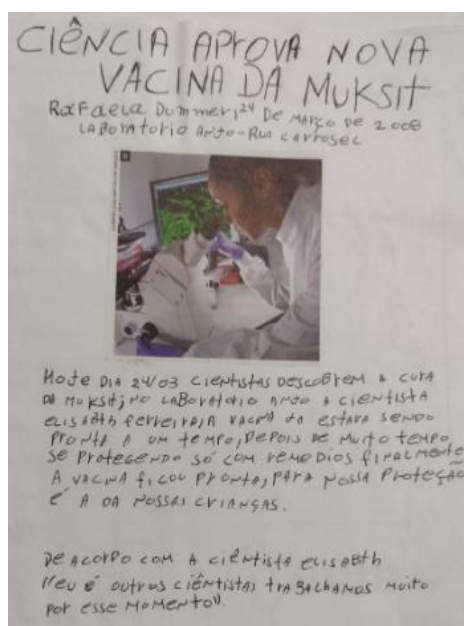 CIÊNCIA APROVA NOVA
VACINA DA MUKSIT
RAFAELA DUMMER, 24 DE MARÇO DE 2008
LABORATORIO ANJO - RUA CARROSEC
HOJE DIA 24/03 CIENTISTAS DESCOBREM A CURA
DA MUKSIT, NO LABORATORIO ANJO A CIENTISTA
ELISABTH FERREIRA, A VACINA JA ESTAVA SENDO
PRONTA A UM TEMPO, DEPOIS DE MUITO TEMPO
SE PROTEGENDO SÓ COM REMEDIOS FINALMENTE
A VACINA FICOU PRONTA, PARA NOSSA PROTEÇÃO
É A DA NOSSAS CRIANÇAS.
DE ACORDO COM A CIÊNTISTA ELISABTH
"EU É OUTROS CIÊNTISTAS TRABALHAMOS MUITO
POR ESSE MOMENTO".